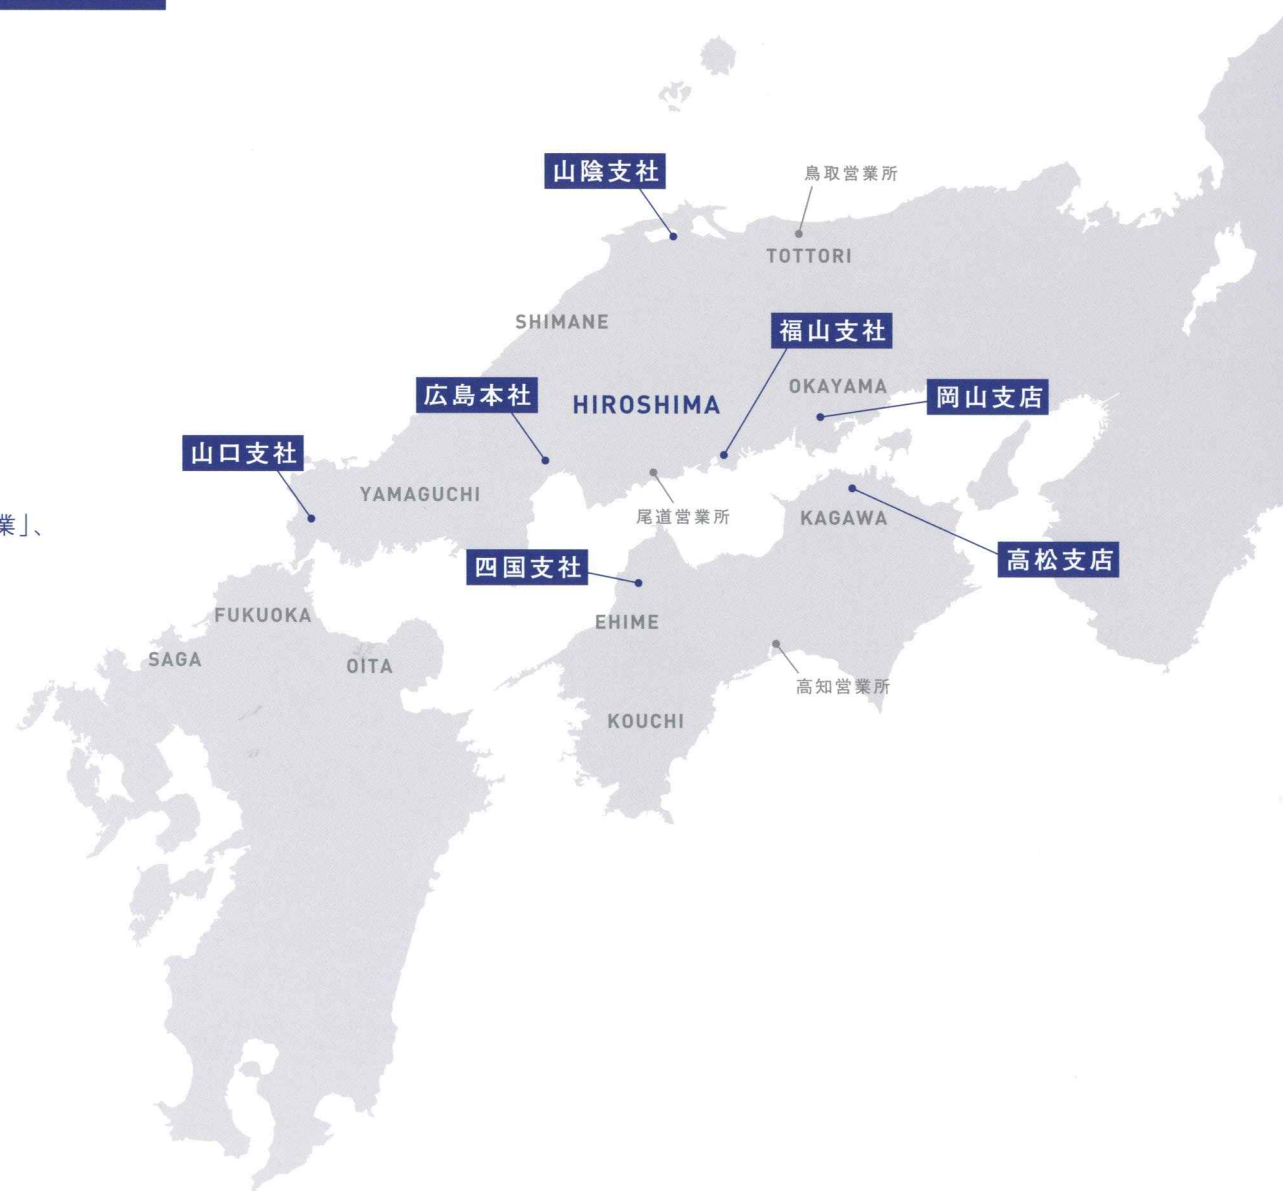 山陰支社
鳥取営業所
TOTTORI
SHIMANE
福山支社
広島本社
HIROSHIMA
OKAYAMA
岡山支店
山口支社
YAMAGUCHI
尾道営業所
KAGAWA
業」、
四国支社
高松支店
FUKUOKA
EHIME
SAGA
OITA
高知営業所
KOUCHI